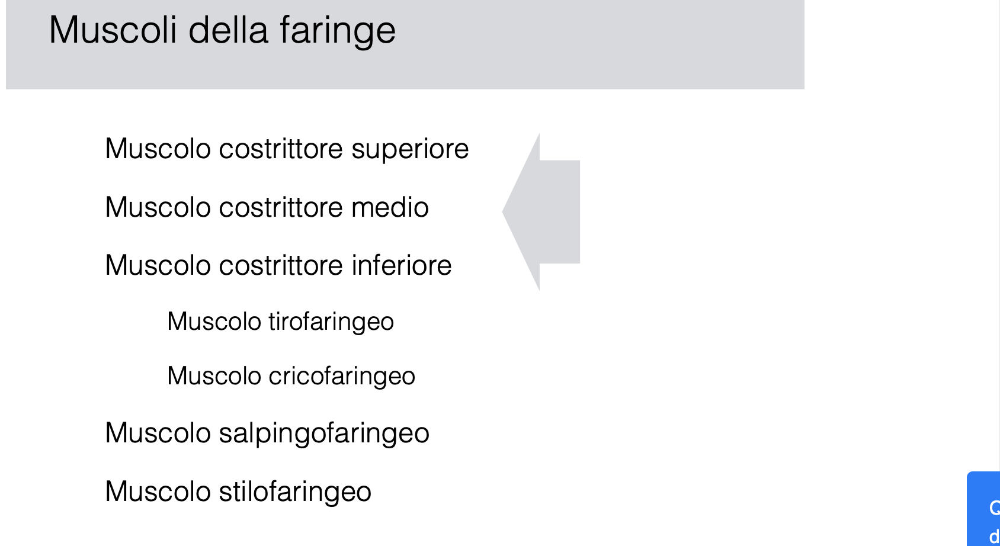 Muscoli della faringe
Muscolo costrittore superiore
Muscolo costrittore medio
Muscolo costrittore inferiore
Muscolo tirofaringeo
Muscolo cricofaringeo
Muscolo salpingofaringeo
Muscolo stilofaringeo